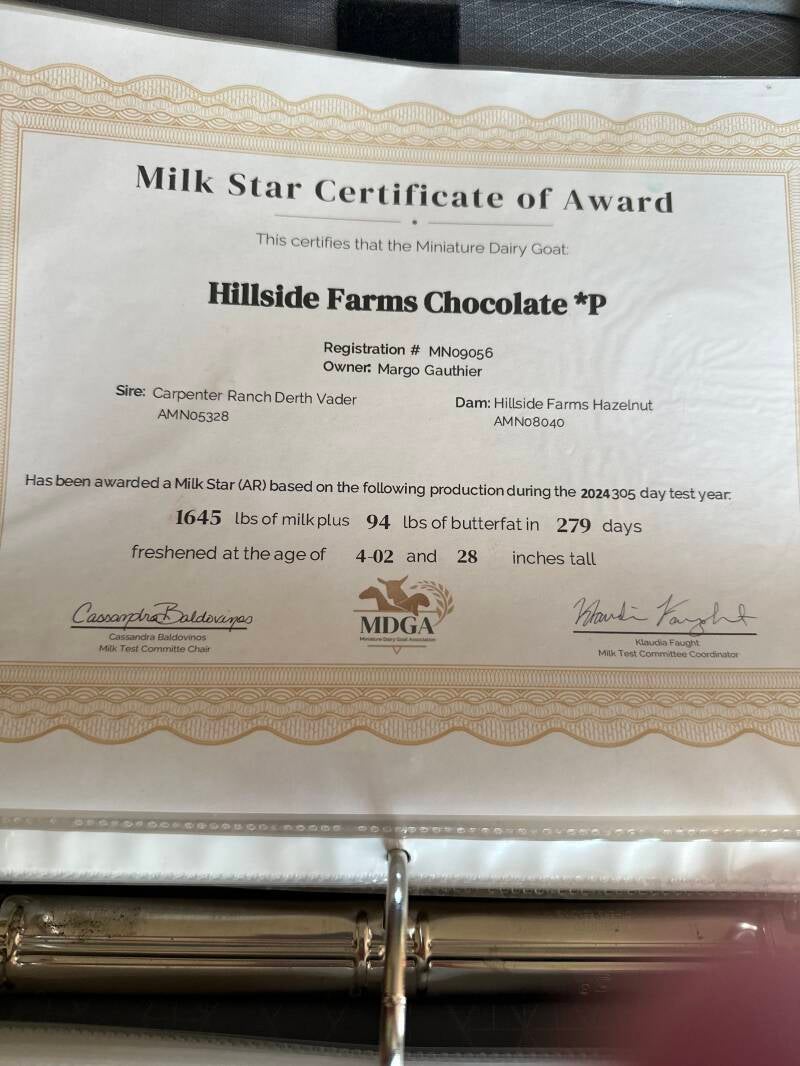 Milk Star Certificate of Award
This certifies that the Miniature Dairy Goat:
Hillside Farms Chocolate *P
Registration # MN09056
Owner: Margo Gauthier
Sire: Carpenter Ranch Derth Vader
AMN05328
Dam: Hillside Farms Hazelnut
AMN08040
Has been awarded a Milk Star (AR) based on the following production during the 2024 305 day test year:
1645 lbs of milk plus 94 lbs of butterfat in 279 days
freshened at the age of 4-02 and 28 inches tall
Cassandra Baldovinos
Cassandra Baldovinos
Milk Test Committe Chair
MDGA
Miniature Dairy Goat Association
Klaudia Faught
Klaudia Faught
Milk Test Committee Coordinator